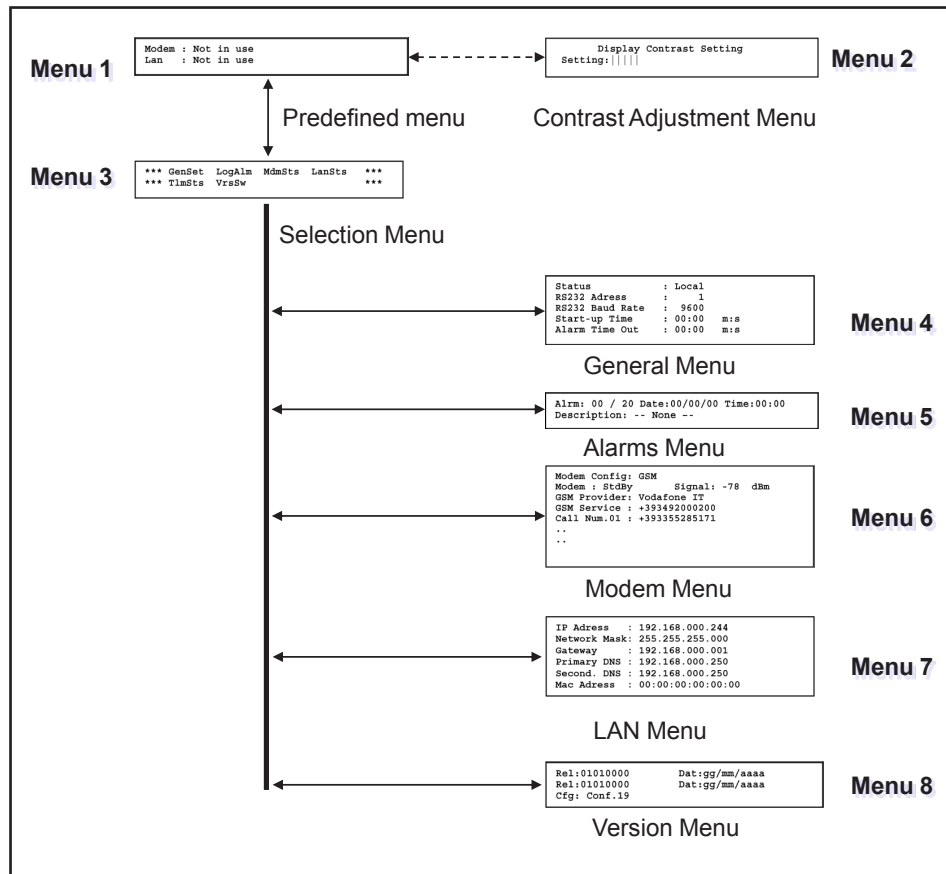 Modem : Not in use
Lan : Not in use
Menu 1
Display Contrast Setting
Setting:|||||
Menu 2
Predefined menu
Contrast Adjustment Menu
Menu 3
*** GenSet LogAlm MdmSts LanSts ***
*** TlmSts VrsSw ***
Selection Menu
Status : Local
RS232 Adress : 1
RS232 Baud Rate : 9600
Start-up Time : 00:00 m:s
Alarm Time Out : 00:00 m:s
Menu 4
General Menu
Alrm: 00 / 20 Date:00/00/00 Time:00:00
Description: -- None --
Menu 5
Alarms Menu
Modem Config: GSM
Modem : StdBy Signal: -78 dBm
GSM Provider: Vodafone IT
GSM Service : +393492000200
Call Num.01 : +393355285171
..
..
Menu 6
Modem Menu
IP Adress : 192.168.000.244
Network Mask: 255.255.255.000
Gateway : 192.168.000.001
Primary DNS : 192.168.000.250
Second. DNS : 192.168.000.250
Mac Adress : 00:00:00:00:00:00
Menu 7
LAN Menu
Rel:01010000 Dat:gg/mm/aaaa
Rel:01010000 Dat:gg/mm/aaaa
Cfg: Conf.19
Menu 8
Version Menu